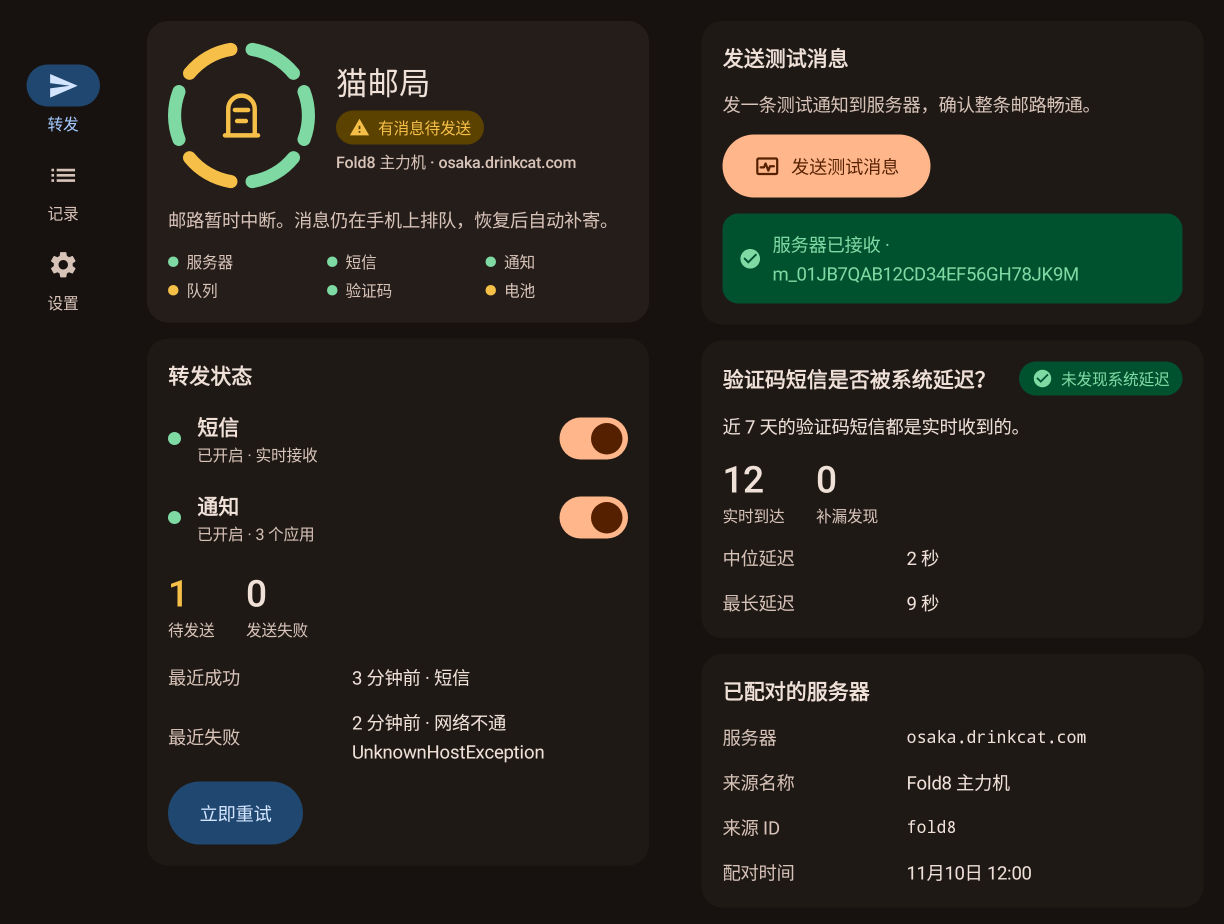 转发
记录
设置
猫邮局
有消息待发送
Fold8 主力机 · osaka.drinkcat.com
邮路暂时中断。消息仍在手机上排队，恢复后自动补寄。
服务器
短信
通知
队列
验证码
电池
转发状态
短信
已开启 · 实时接收
通知
已开启 · 3 个应用
1
0
待发送
发送失败
最近成功
3 分钟前 · 短信
最近失败
2 分钟前 · 网络不通
UnknownHostException
立即重试
发送测试消息
发一条测试通知到服务器，确认整条邮路畅通。
发送测试消息
服务器已接收 ·
m_01JB7QAB12CD34EF56GH78JK9M
验证码短信是否被系统延迟？
未发现系统延迟
近 7 天的验证码短信都是实时收到的。
12
0
实时到达
补漏发现
中位延迟
2 秒
最长延迟
9 秒
已配对的服务器
服务器
osaka.drinkcat.com
来源名称
Fold8 主力机
来源 ID
fold8
配对时间
11月10日 12:00